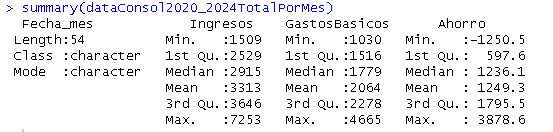 > summary(dataConsol2020_2024TotalPorMes)
  Fecha_mes            Ingresos     GastosBasicos      Ahorro
 Length:54          Min.   :1509   Min.   :1030   Min.   :-1250.5
 Class :character   1st Qu.:2529   1st Qu.:1516   1st Qu.:  597.6
 Mode  :character   Median :2915   Median :1779   Median : 1236.1
                    Mean   :3313   Mean   :2064   Mean   : 1249.3
                    3rd Qu.:3646   3rd Qu.:2278   3rd Qu.: 1795.5
                    Max.   :7253   Max.   :4665   Max.   : 3878.6